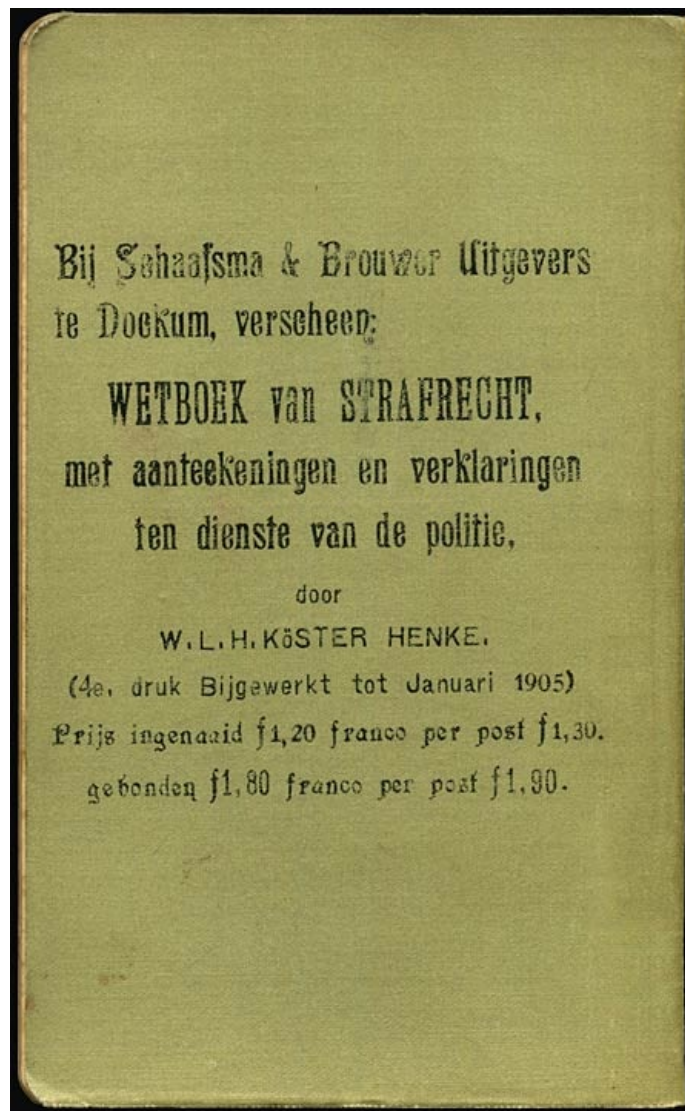 Bij Schaafsma & Brouwer Uitgevers
te Dockum, verscheen:
WETBOEK van STRAFRECHT,
met aanteekeningen en verklaringen
ten dienste van de politie,
door
W. L. H. KöSTER HENKE.
(4e. druk Bijgewerkt tot Januari 1905)
Prijs ingenaaid f1,20 franco per post f1,30.
gebonden f1,80 franco per post f1,90.